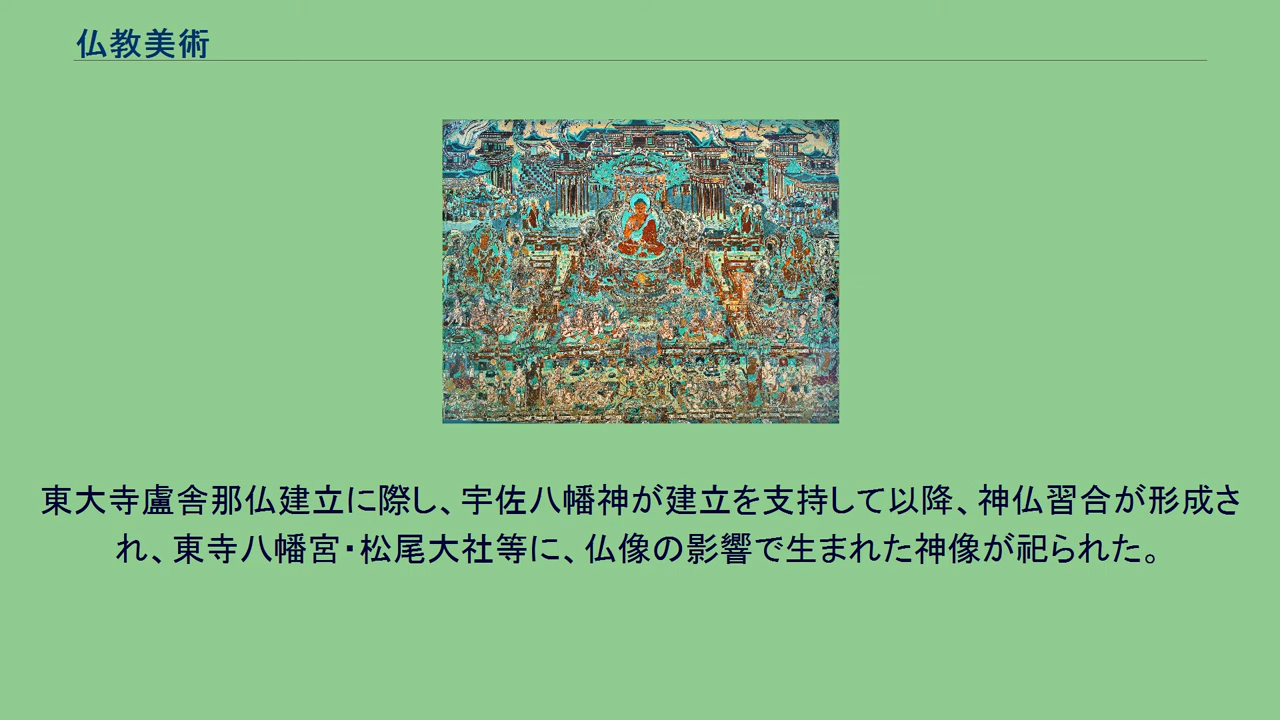 仏教美術
東大寺盧舎那仏建立に際し、宇佐八幡神が建立を支持して以降、神仏習合が形成さ
れ、東寺八幡宮・松尾大社等に、仏像の影響で生まれた神像が祀られた。